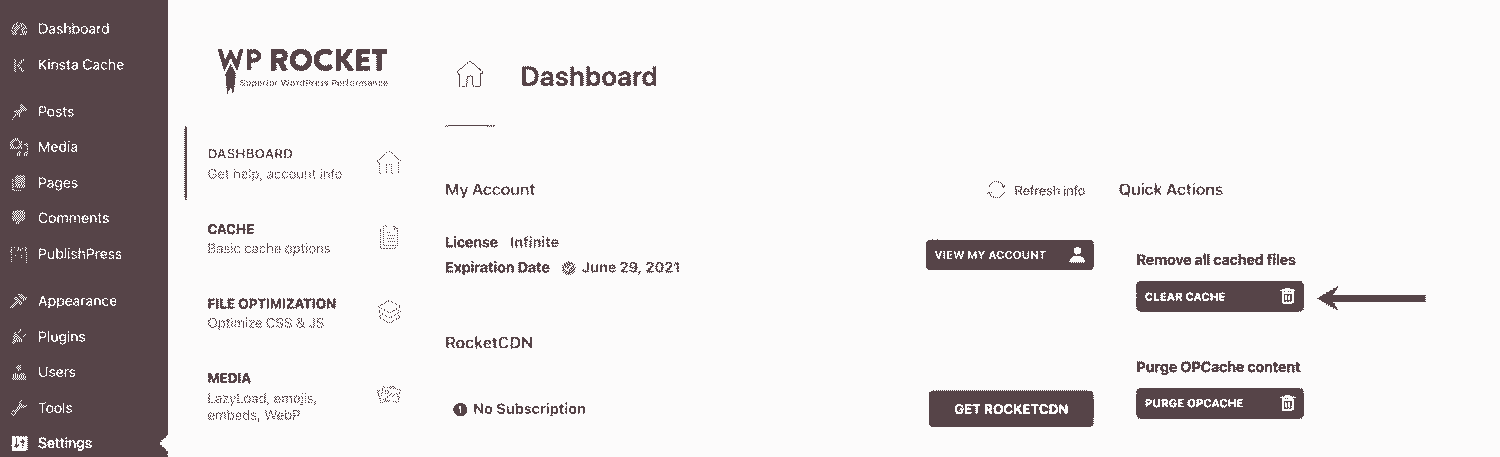 Dashboard
Kinsta Cache
Posts
Media
Pages
Comments
PublishPress
Appearance
Plugins
Users
Tools
Settings
WP ROCKET
Superior WordPress Performance
DASHBOARD
Get help, account info
CACHE
Basic cache options
FILE OPTIMIZATION
Optimize CSS & JS
MEDIA
LazyLoad, emojis,
embeds, WebP
Dashboard
My Account
Refresh info
License Infinite
Expiration Date June 29, 2021
VIEW MY ACCOUNT
RocketCDN
No Subscription
GET ROCKETCDN
Quick Actions
Remove all cached files
CLEAR CACHE
Purge OPCache content
PURGE OPCACHE